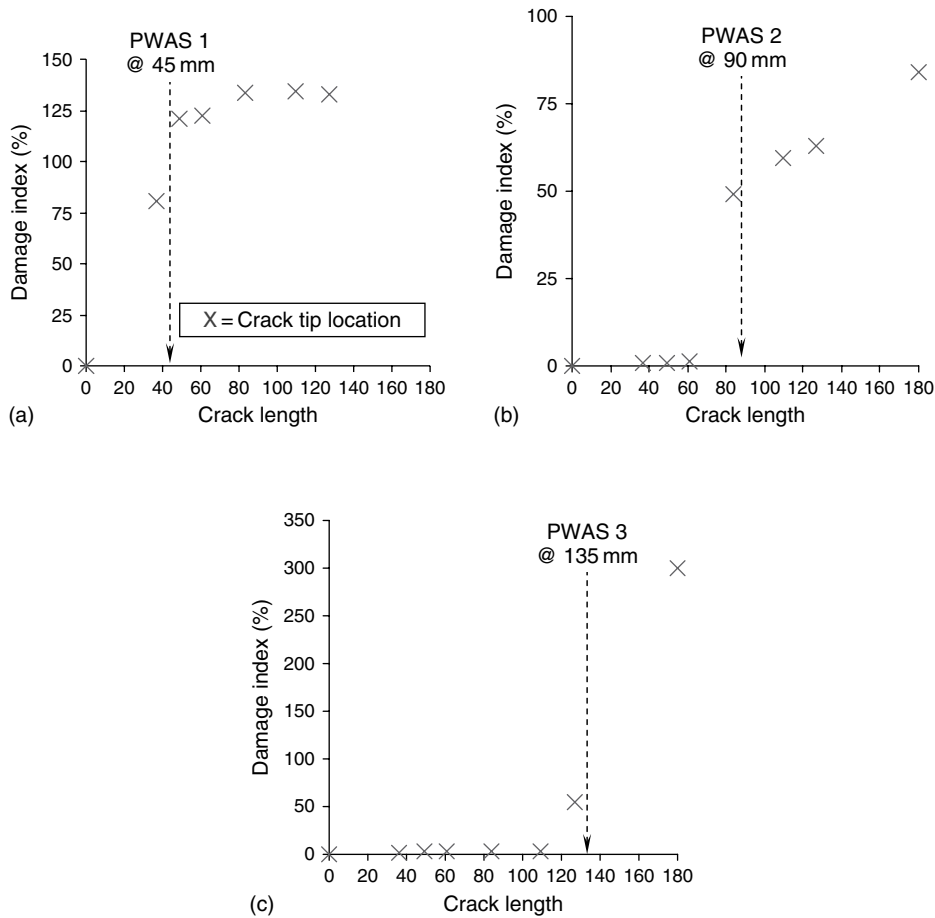 PWAS 1
@ 45 mm
150
125
100
75
50
25
0
Damage index (%)
X = Crack tip location
0 20 40 60 80 100 120 140 160 180
Crack length
(a)
PWAS 2
@ 90 mm
100
75
50
25
0
Damage index (%)
0 20 40 60 80 100 120 140 160 180
Crack length
(b)
PWAS 3
@ 135 mm
350
300
250
200
150
100
50
0
Damage index (%)
0 20 40 60 80 100 120 140 160 180
Crack length
(c)